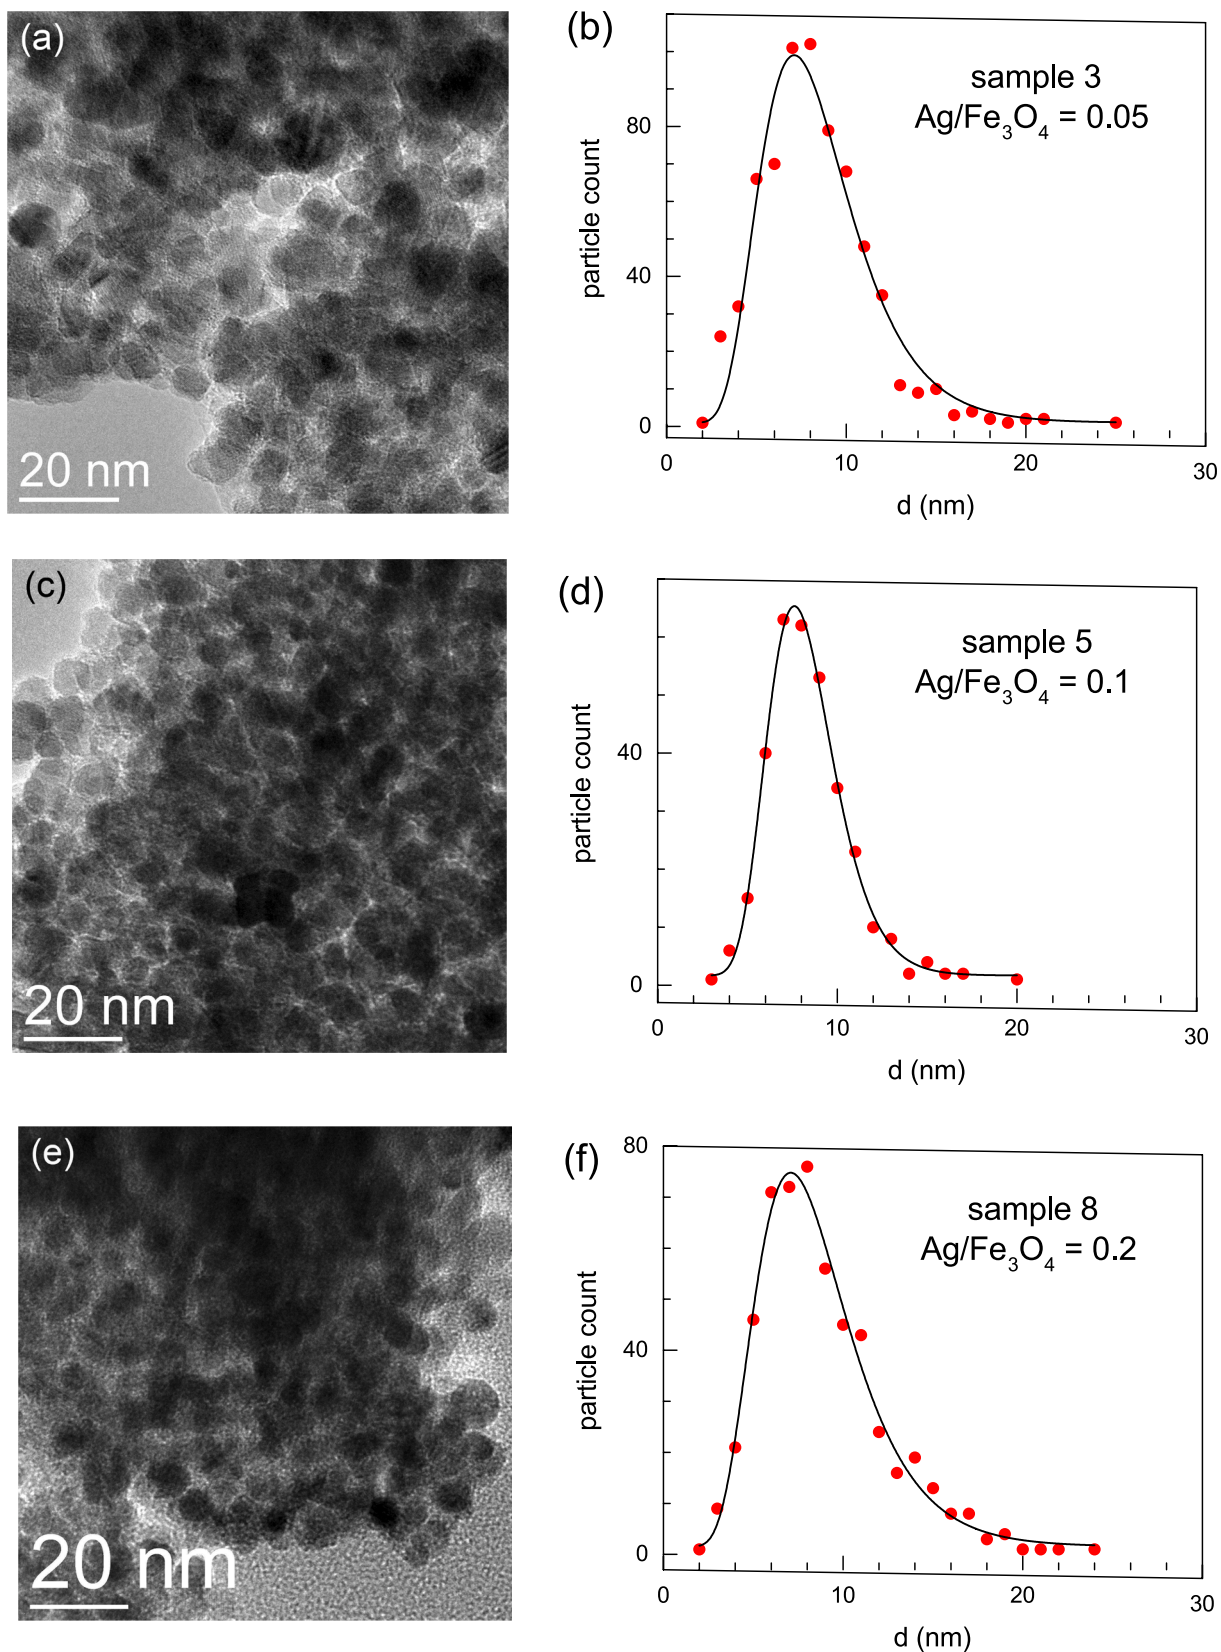 (a)
20 nm
(b)
sample 3
Ag/Fe₃O₄ = 0.05
particle count
80
40
0
0 10 20 30
d (nm)
(c)
20 nm
(d)
sample 5
Ag/Fe₃O₄ = 0.1
particle count
40
0
0 10 20 30
d (nm)
(e)
20 nm
(f)
sample 8
Ag/Fe₃O₄ = 0.2
particle count
80
40
0
0 10 20 30
d (nm)